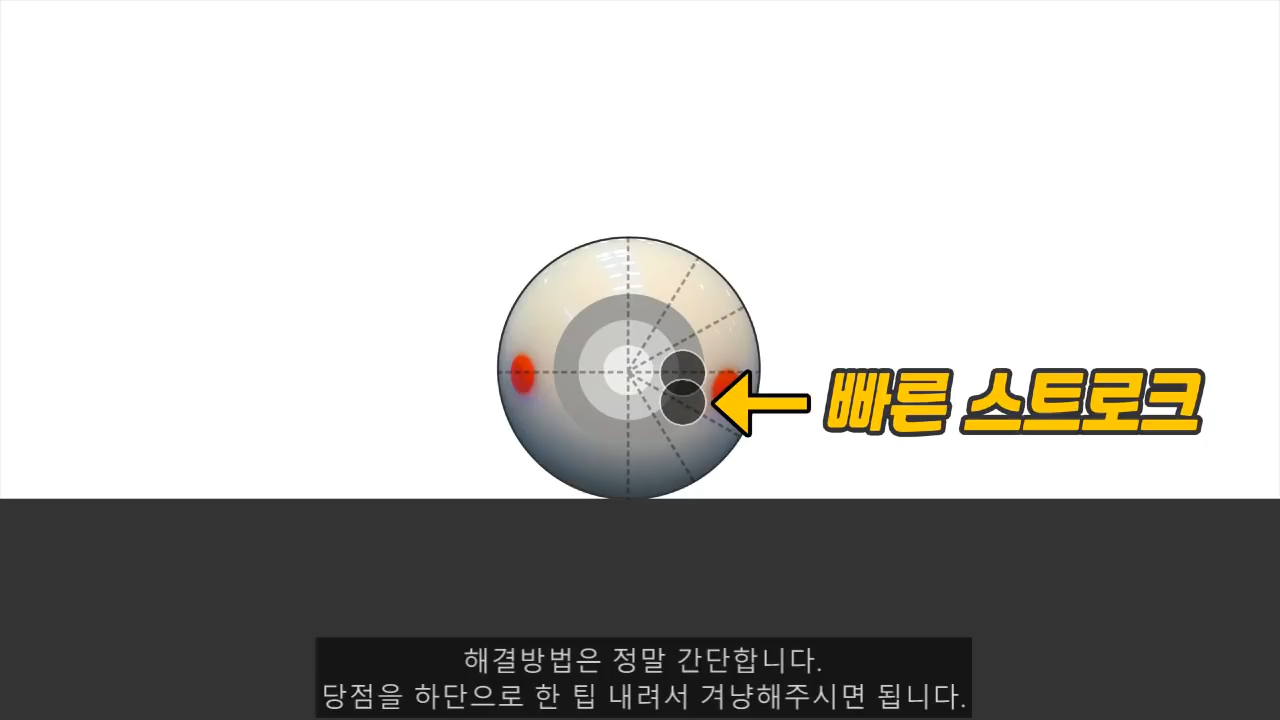 빠른 스트로크
해결방법은 정말 간단합니다.
당점을 하단으로 한 팁 내려서 겨냥해주시면 됩니다.